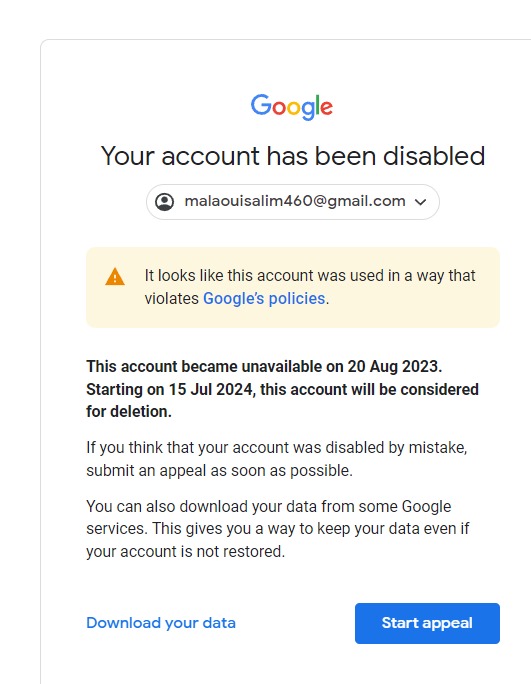 Google
Your account has been disabled
malaouisalim460@gmail.com
It looks like this account was used in a way that
violates Google's policies.
This account became unavailable on 20 Aug 2023.
Starting on 15 Jul 2024, this account will be considered
for deletion.
If you think that your account was disabled by mistake,
submit an appeal as soon as possible.
You can also download your data from some Google
services. This gives you a way to keep your data even if
your account is not restored.
Download your data
Start appeal